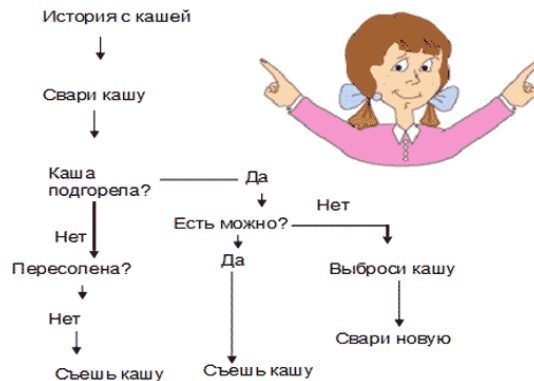 История с кашей
Свари кашу
Каша
подгорела?
Да
Нет
Есть можно?
Нет
Да
Пересолена?
Выброси кашу
Нет
Свари новую
Съешь кашу
Съешь кашу